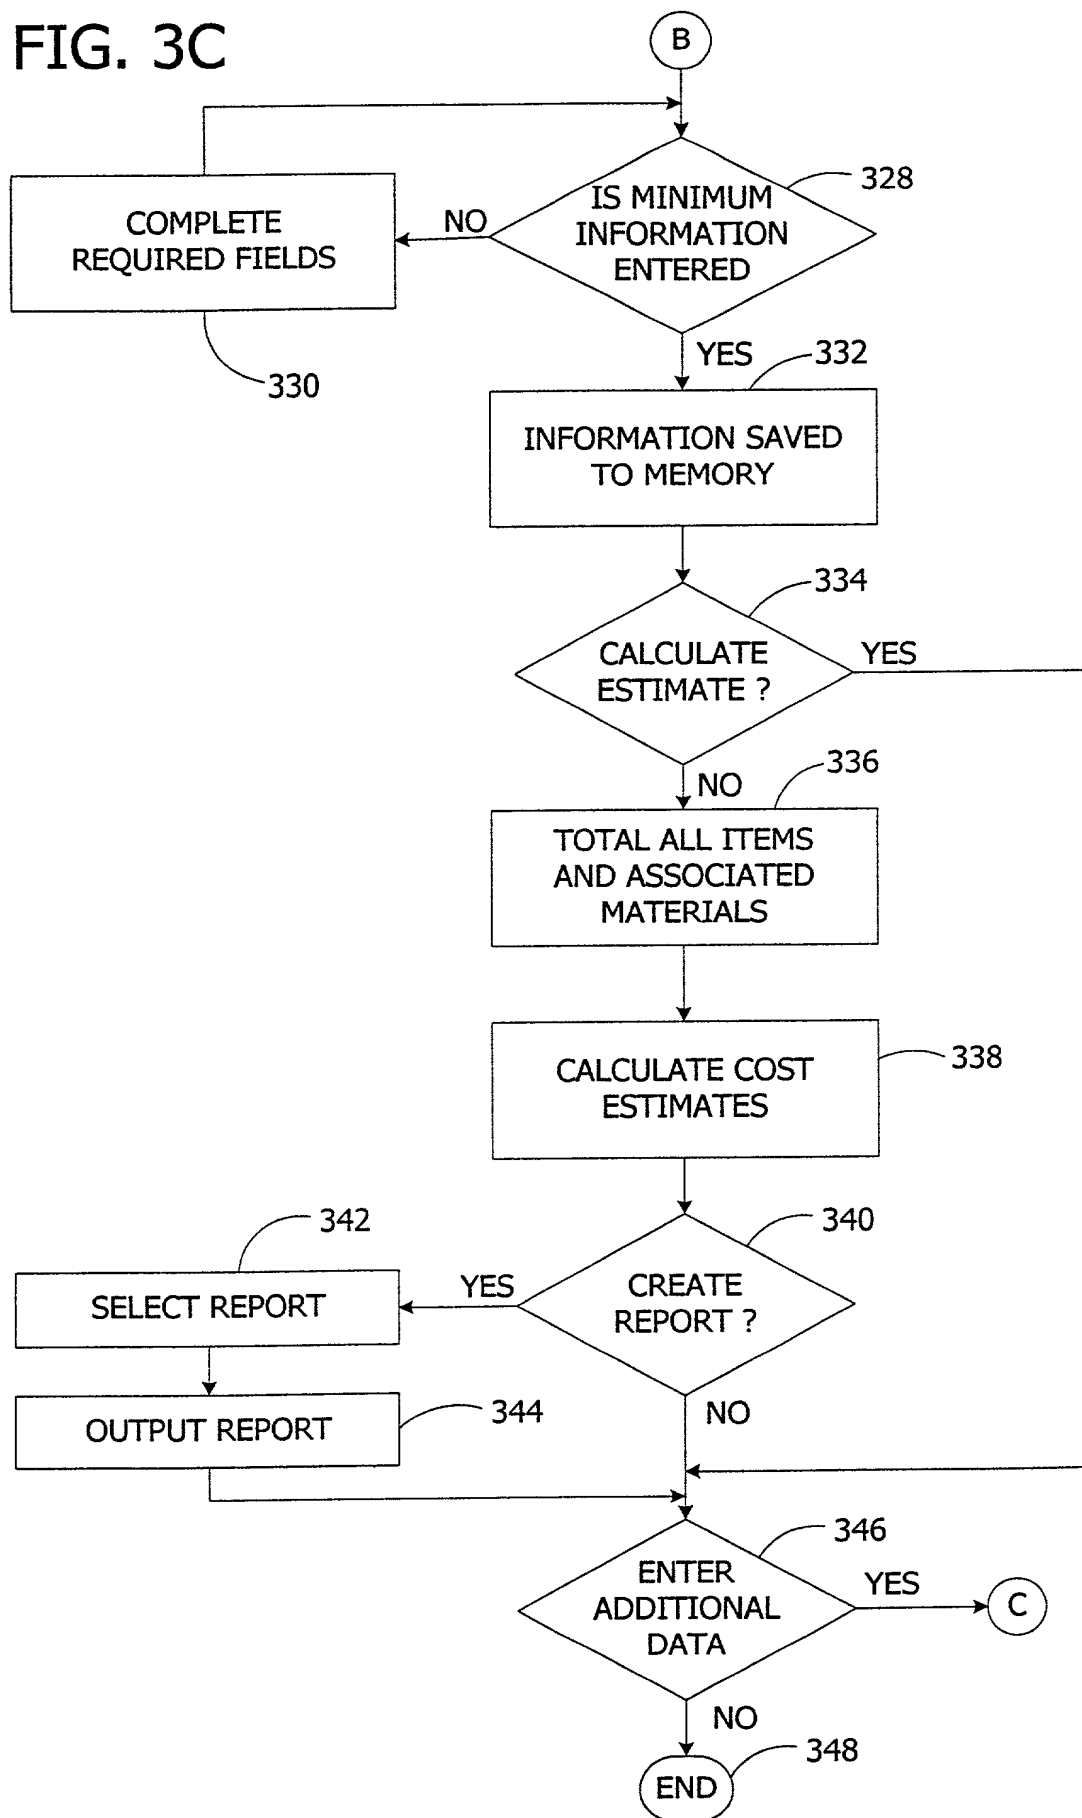 FIG. 3C
B
328
IS MINIMUM
INFORMATION
ENTERED
NO
COMPLETE
REQUIRED FIELDS
330
YES
332
INFORMATION SAVED
TO MEMORY
334
CALCULATE
ESTIMATE ?
YES
NO
336
TOTAL ALL ITEMS
AND ASSOCIATED
MATERIALS
338
CALCULATE COST
ESTIMATES
340
CREATE
REPORT ?
YES
342
SELECT REPORT
344
OUTPUT REPORT
NO
346
ENTER
ADDITIONAL
DATA
YES
C
NO
348
END